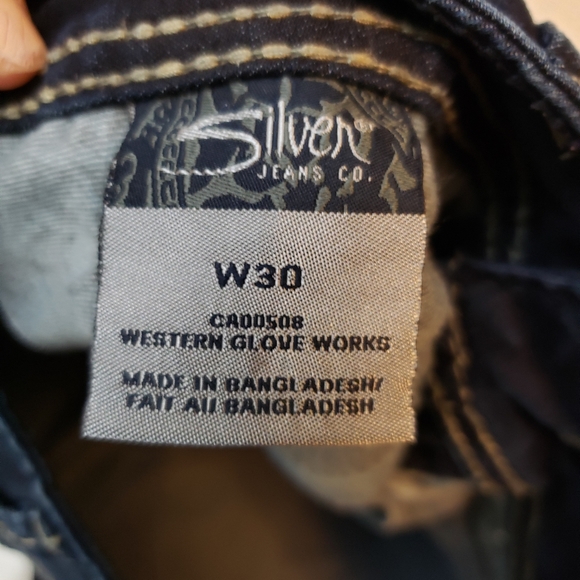 Silver
JEANS CO.
W30
CA00508
WESTERN GLOVE WORKS
MADE IN BANGLADESH/
FAIT AU BANGLADESH